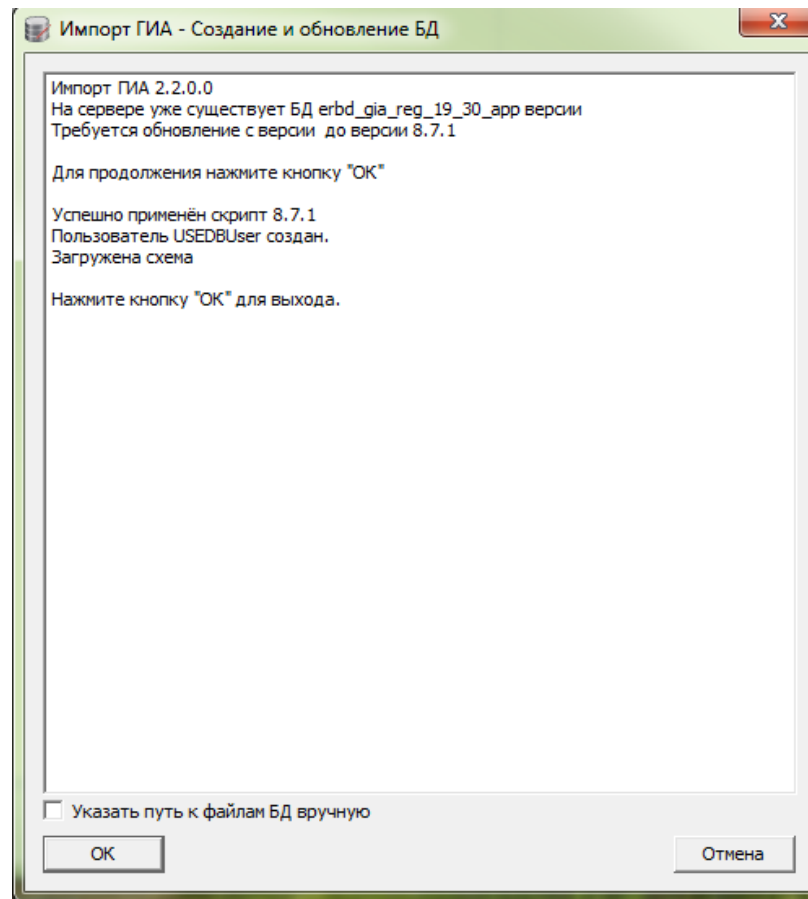 Импорт ГИА - Создание и обновление БД
Импорт ГИА 2.2.0.0
На сервере уже существует БД erbd_gia_reg_19_30_app версии
Требуется обновление с версии  до версии 8.7.1
Для продолжения нажмите кнопку "ОК"
Успешно применён скрипт 8.7.1
Пользователь USEDBUser создан.
Загружена схема
Нажмите кнопку "ОК" для выхода.
Указать путь к файлам БД вручную
ОК
Отмена